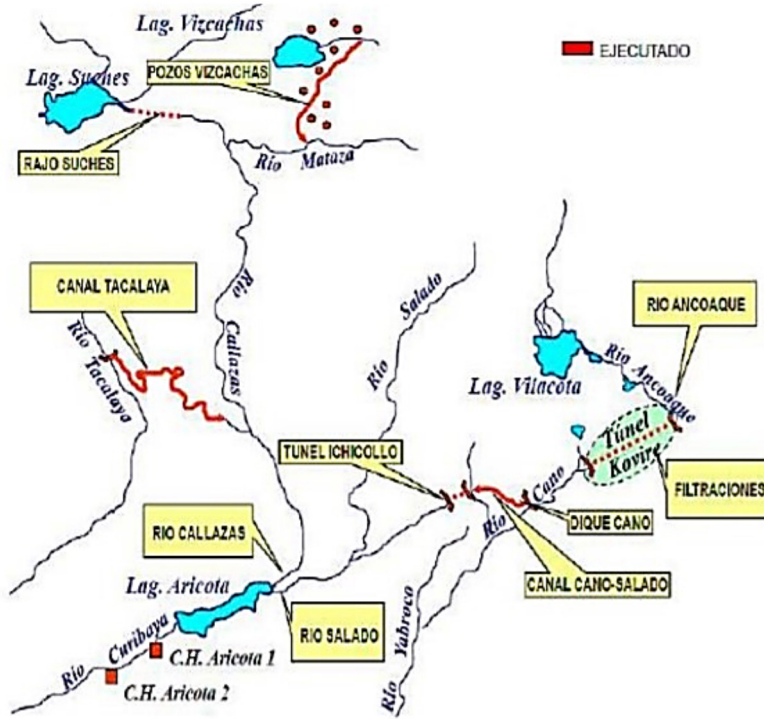 Lag. Vizcachas
EJECUTADO
Lag. Suches
POZOS VIZCACHAS
RAJO SUCHES
Río Mataza
CANAL TACALAYA
Río Callazas
Río Salado
RIO ANCOAQUE
Río Tacalaya
Río Ancoaque
Lag. Vilacota
Túnel
Kovire
TUNEL ICHICOLLO
FILTRACIONES
Río Cano
DIQUE CANO
RIO CALLAZAS
CANAL CANO-SALADO
Lag. Aricota
RIO SALADO
Río Yabroco
Río Curibaya
C.H. Aricota 1
C.H. Aricota 2